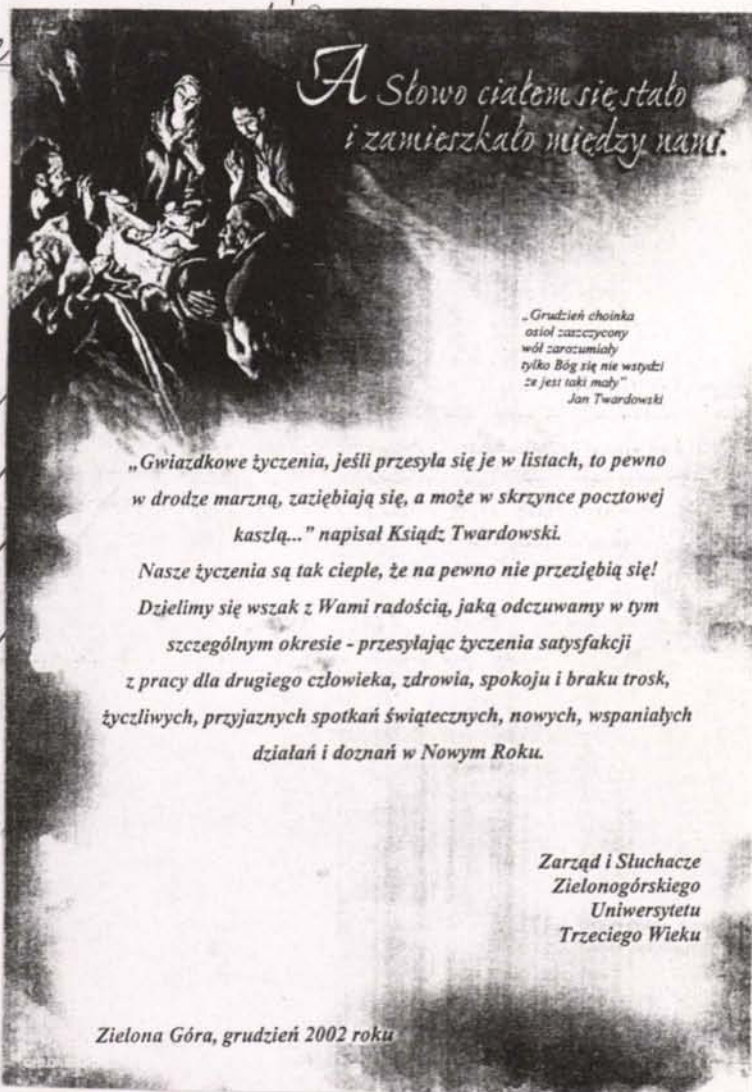 A Słowo ciałem się stało
i zamieszkało między nami.
„Grudzień choinka
osioł zaszczycony
wół zarozumiały
tylko Bóg się nie wstydzi
że jest taki mały”
Jan Twardowski
„Gwiazdkowe życzenia, jeśli przesyła się je w listach, to pewno
w drodze marzną, zaziębiają się, a może w skrzynce pocztowej
kaszlą...” napisał Ksiądz Twardowski.
Nasze życzenia są tak ciepłe, że na pewno nie przeziębią się!
Dzielimy się wszak z Wami radością, jaką odczuwamy w tym
szczególnym okresie - przesyłając życzenia satysfakcji
z pracy dla drugiego człowieka, zdrowia, spokoju i braku trosk,
życzliwych, przyjaznych spotkań świątecznych, nowych, wspaniałych
działań i doznań w Nowym Roku.
Zarząd i Słuchacze
Zielonogórskiego
Uniwersytetu
Trzeciego Wieku
Zielona Góra, grudzień 2002 roku